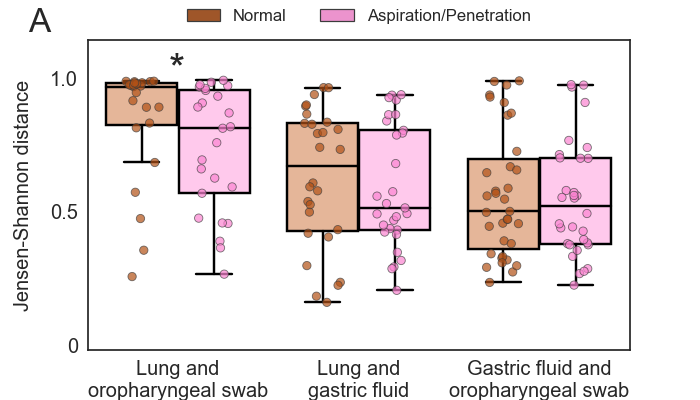 A
Normal
Aspiration/Penetration
*
1.0
0.5
0
Jensen-Shannon distance
Lung and
oropharyngeal swab
Lung and
gastric fluid
Gastric fluid and
oropharyngeal swab